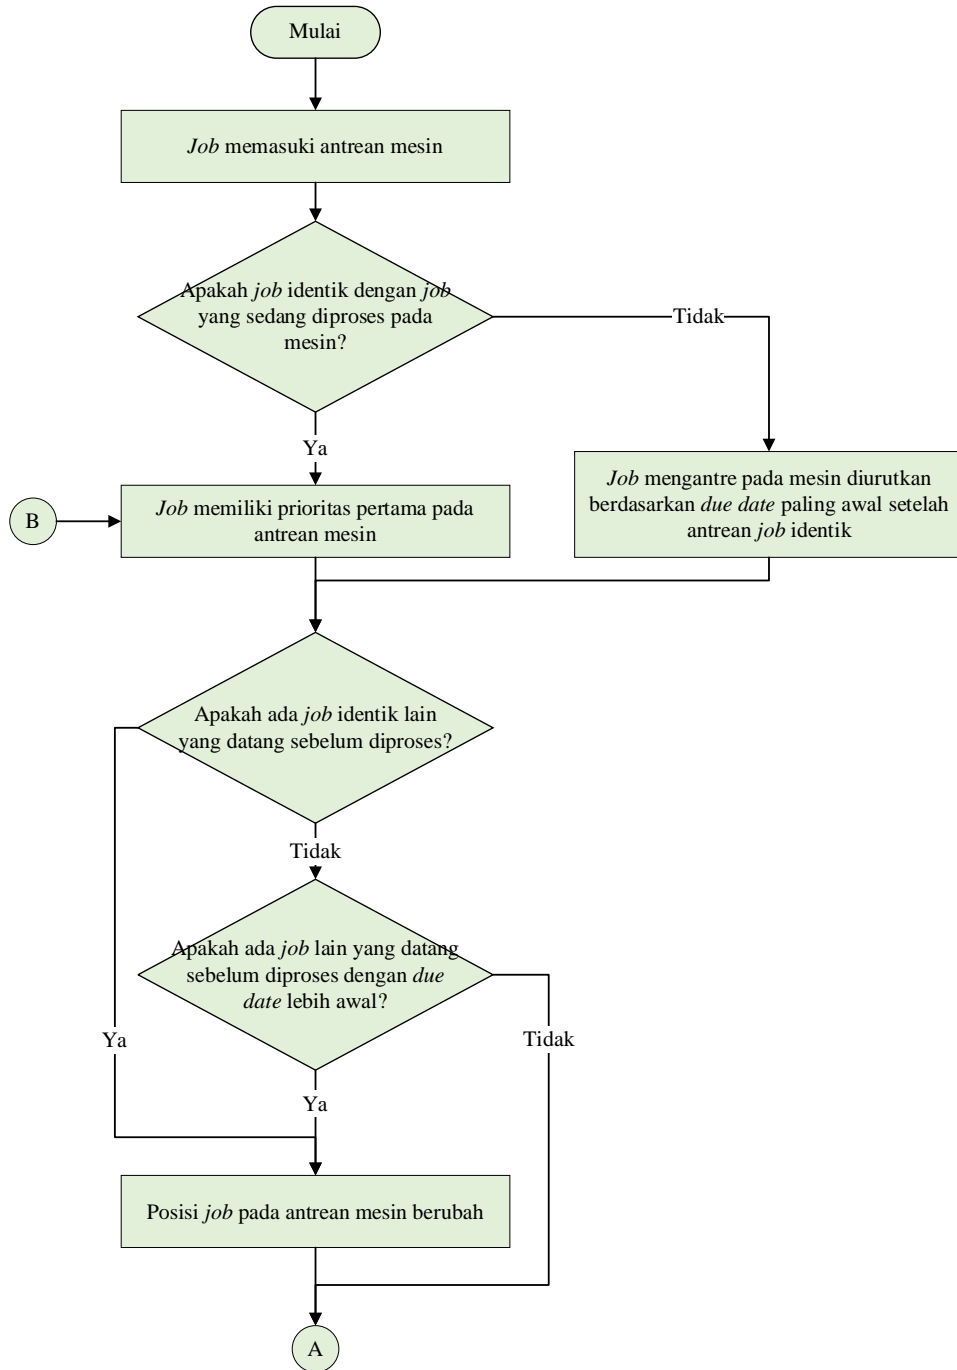 Mulai
Job memasuki antrean mesin
Apakah job identik dengan job
yang sedang diproses pada
mesin?
Tidak
Ya
Job mengantre pada mesin diurutkan
berdasarkan due date paling awal setelah
antrean job identik
B
Job memiliki prioritas pertama pada
antrean mesin
Apakah ada job identik lain
yang datang sebelum diproses?
Tidak
Apakah ada job lain yang datang
sebelum diproses dengan due
date lebih awal?
Ya
Tidak
Ya
Posisi job pada antrean mesin berubah
A